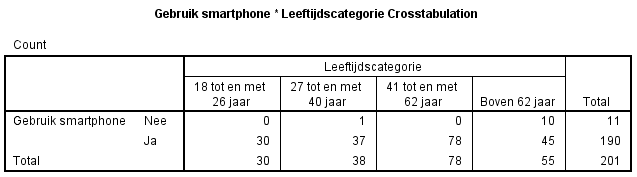 Gebruik smartphone * Leeftijdscategorie Crosstabulation
Count
Leeftijdscategorie
18 tot en met 26 jaar 27 tot en met 40 jaar 41 tot en met 62 jaar Boven 62 jaar Total
Gebruik smartphone Nee 0 1 0 10 11
Ja 30 37 78 45 190
Total 30 38 78 55 201